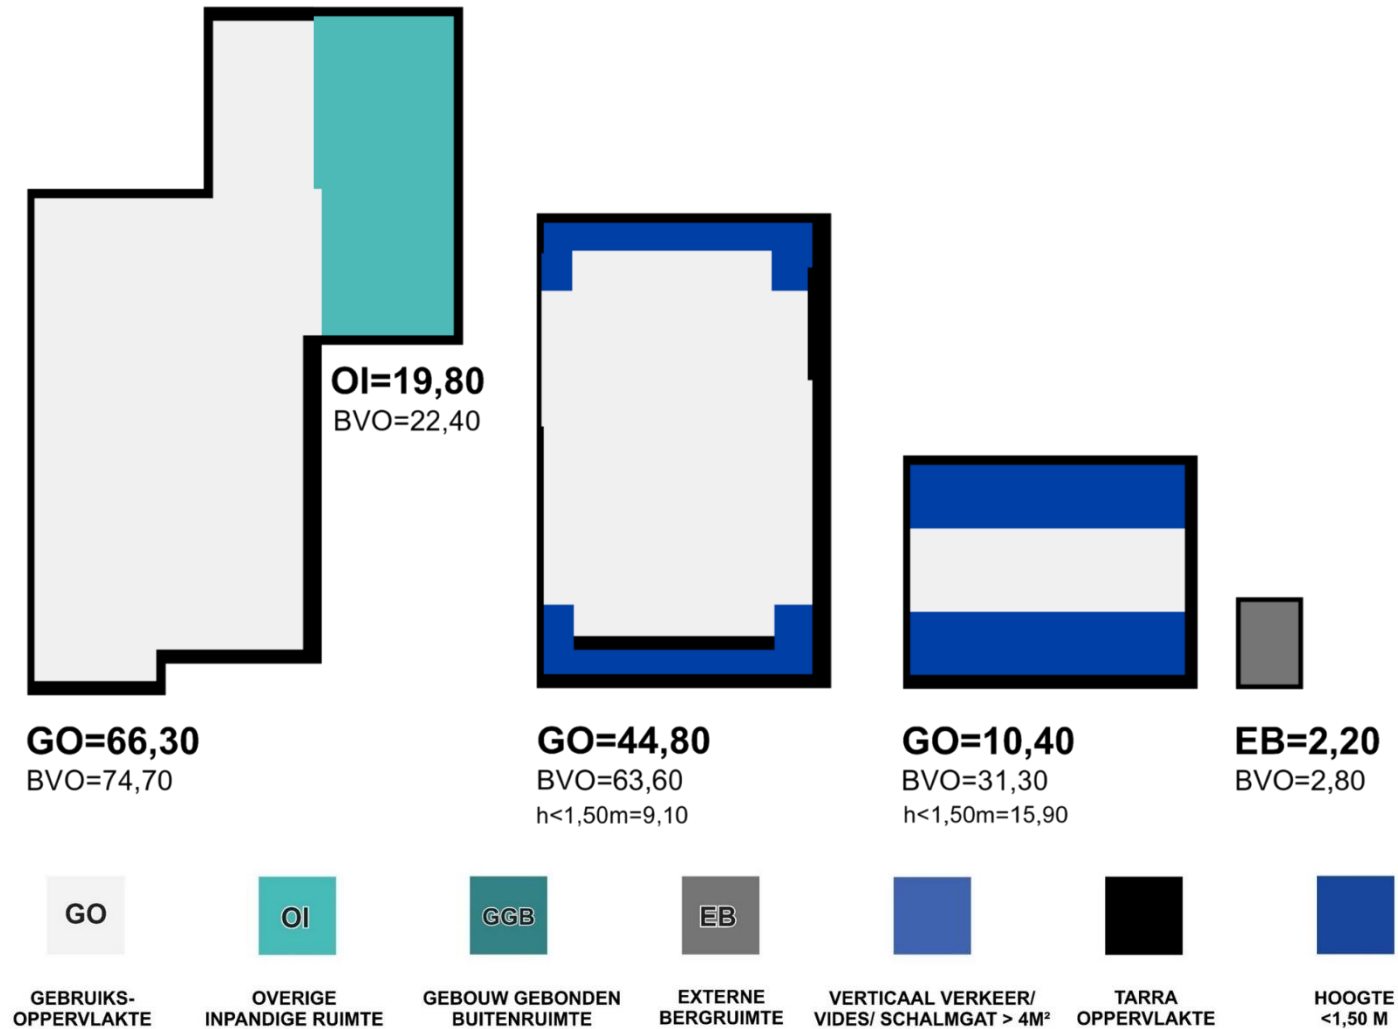 OI=19,80
BVO=22,40
GO=66,30
BVO=74,70
GO=44,80
BVO=63,60
h<1,50m=9,10
GO=10,40
BVO=31,30
h<1,50m=15,90
EB=2,20
BVO=2,80
GO
OI
GGB
EB
GEBRUIKS-
OPPERVLAKTE
OVERIGE
INPANDIGE RUIMTE
GEBOUW GEBONDEN
BUITENRUIMTE
EXTERNE
BERGRUIMTE
VERTICAAL VERKEER/
VIDES/ SCHALMGAT > 4M²
TARRA
OPPERVLAKTE
HOOGTE
<1,50 M